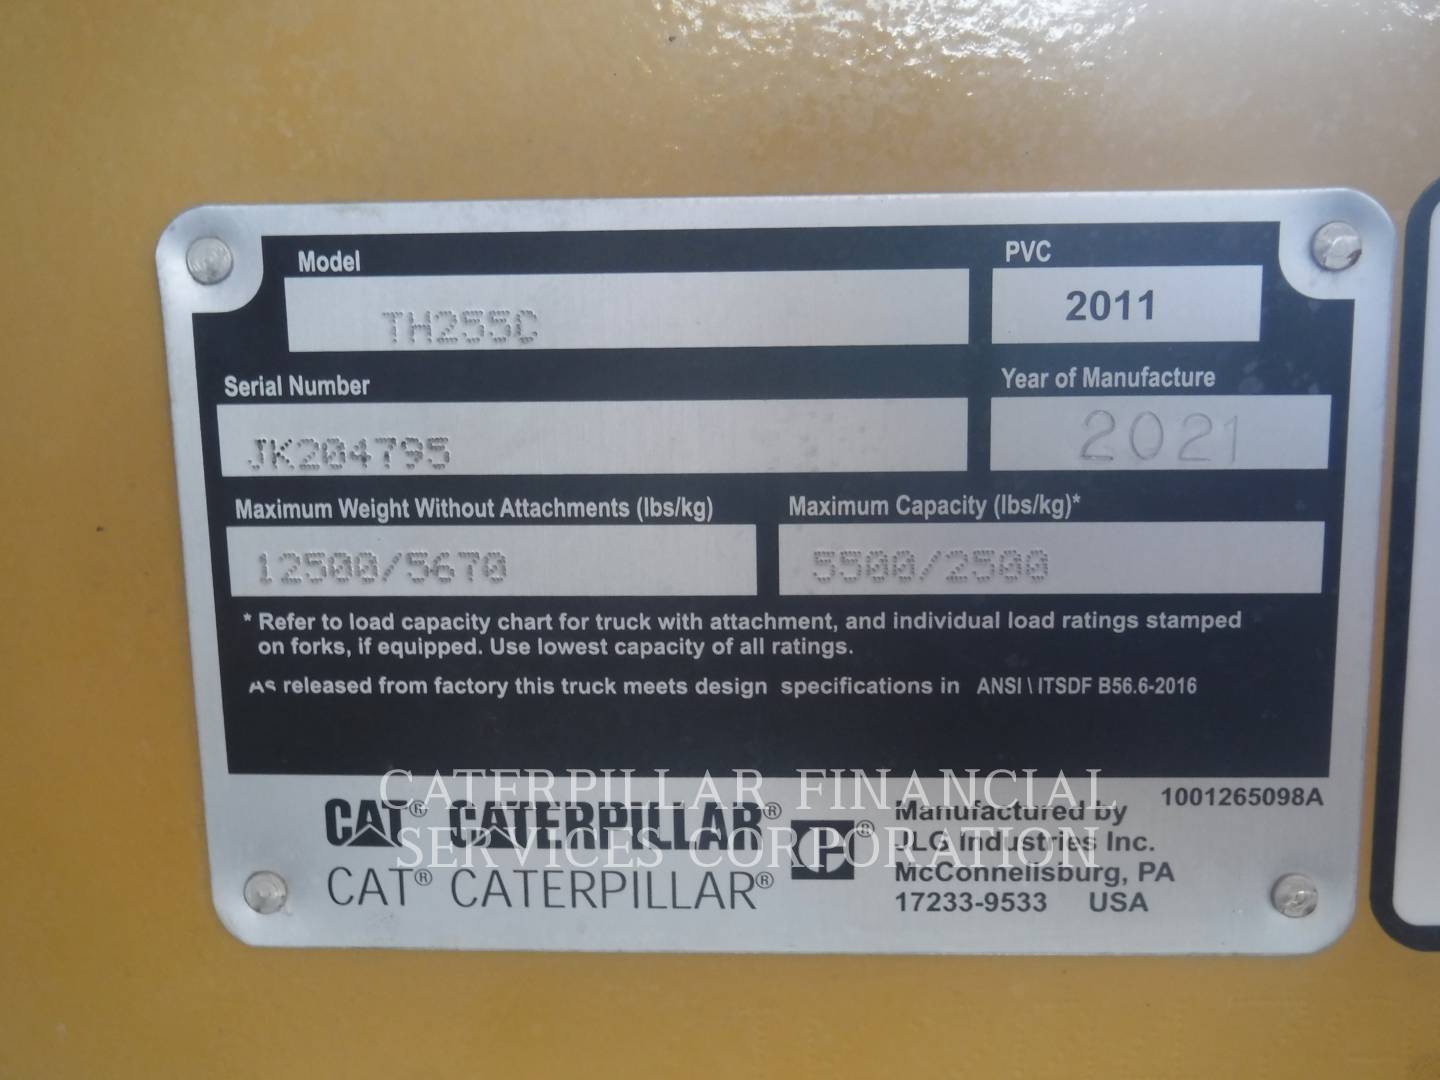 Model
TH255C
PVC
2011
Serial Number
JK204795
Year of Manufacture
2021
Maximum Weight Without Attachments (lbs/kg)
12500/5670
Maximum Capacity (lbs/kg)*
5500/2500
* Refer to load capacity chart for truck with attachment, and individual load ratings stamped
on forks, if equipped. Use lowest capacity of all ratings.
As released from factory this truck meets design specifications in ANSI \ ITSDF B56.6-2016
CATERPILLAR FINANCIAL
SERVICES CORPORATION
CAT® CATERPILLAR®
CAT® CATERPILLAR®
®
Manufactured by
JLG Industries Inc.
McConnellsburg, PA
17233-9533 USA
1001265098A